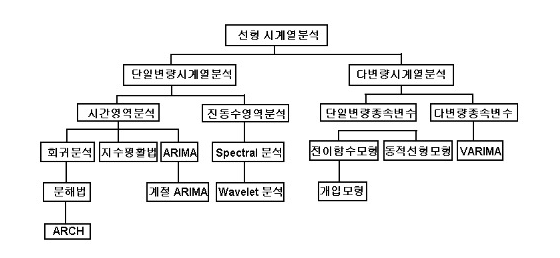 선형 시계열분석
단일변량시계열분석 다변량시계열분석
시간영역분석 진동수영역분석 단일변량종속변수 다변량종속변수
회귀분석 지수평활법 ARIMA Spectral 분석 전이함수모형 동적선형모형 VARIMA
분해법 계절 ARIMA Wavelet 분석 개입모형
ARCH